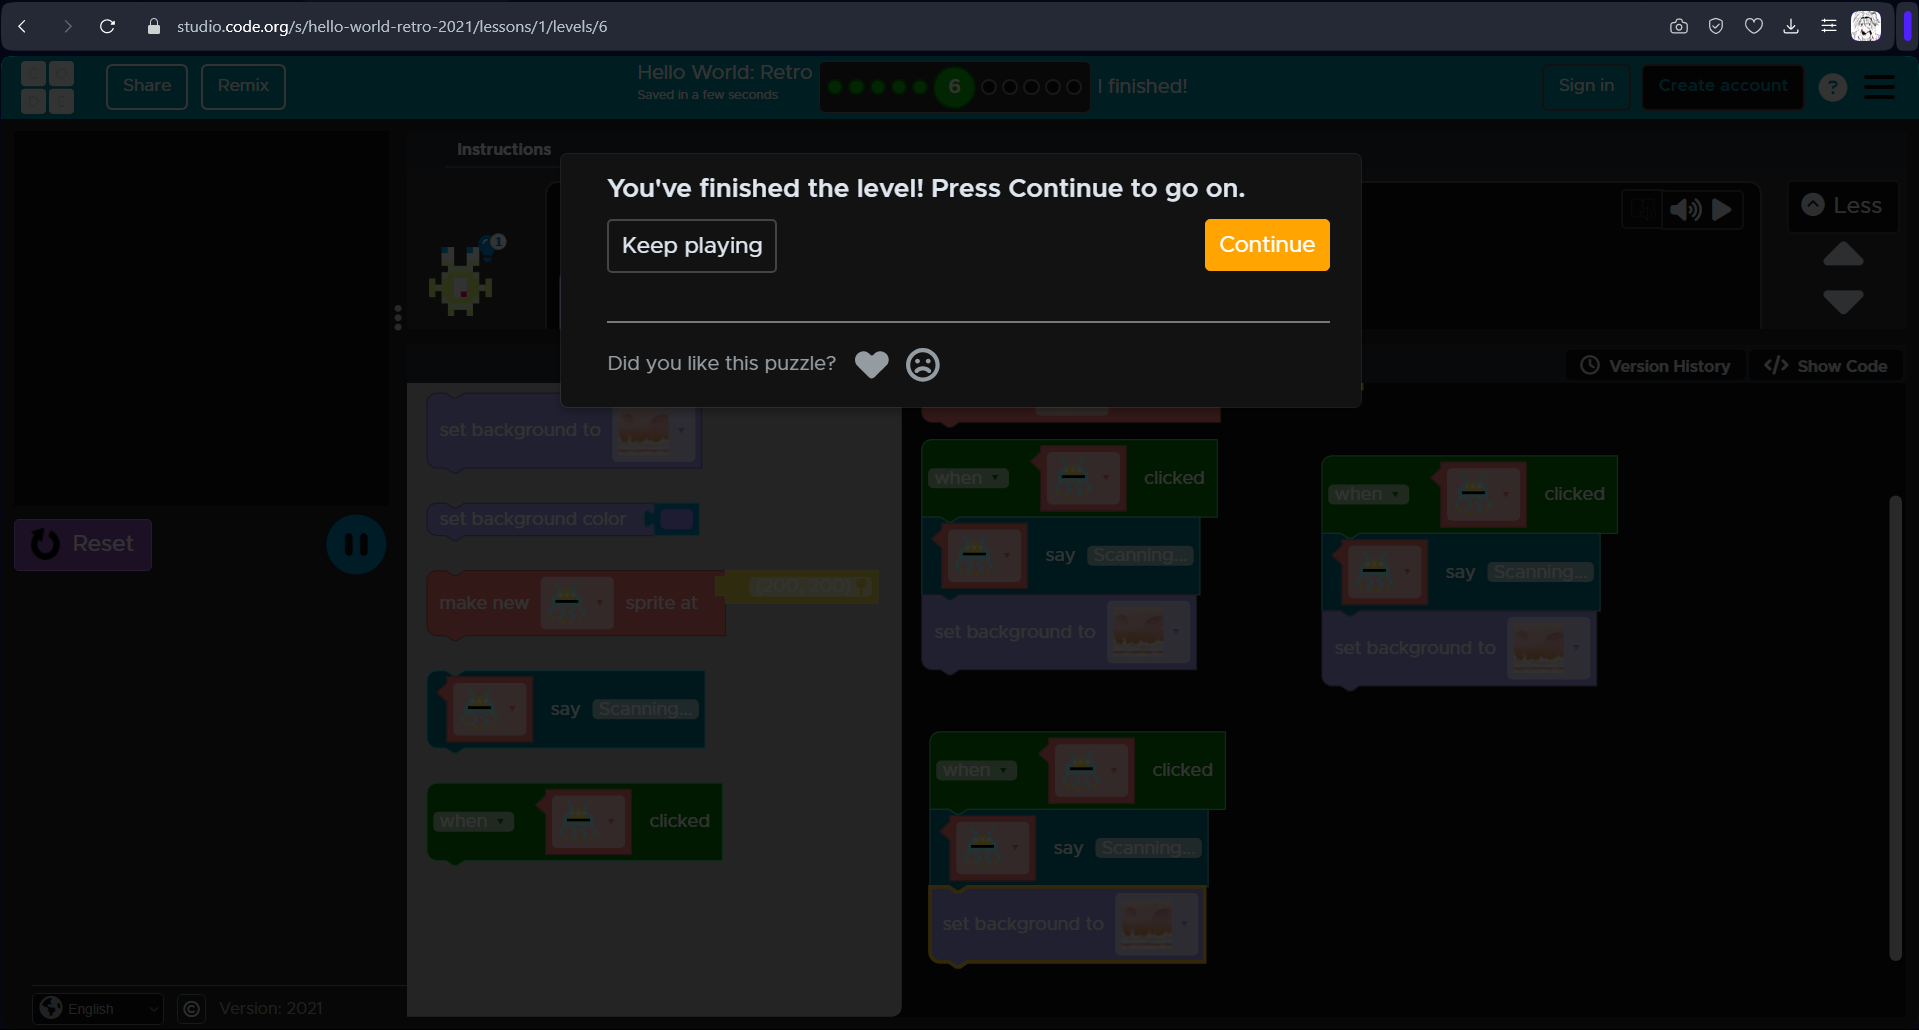 studio.code.org/s/hello-world-retro-2021/lessons/1/levels/6
C O
D E
Share
Remix
Hello World: Retro
Saved in a few seconds
6
I finished!
Sign in
Create account
?
Instructions
You've finished the level! Press Continue to go on.
Keep playing
Continue
Did you like this puzzle?
1
Less
Version History
</> Show Code
Reset
set background to
set background color
make new sprite at (200, 200)
say Scanning...
when clicked
when clicked
say Scanning...
set background to
when clicked
say Scanning...
set background to
when clicked
say Scanning...
set background to
English
©
Version: 2021